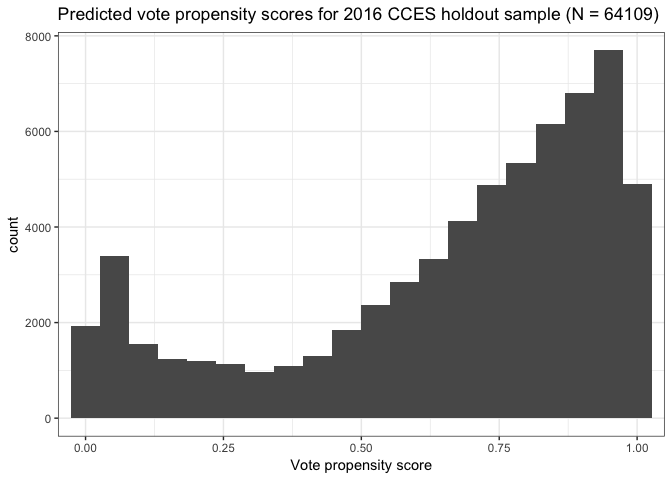 Predicted vote propensity scores for 2016 CCES holdout sample (N = 64109)
8000
6000
4000
2000
0
count
0.00 0.25 0.50 0.75 1.00
Vote propensity score